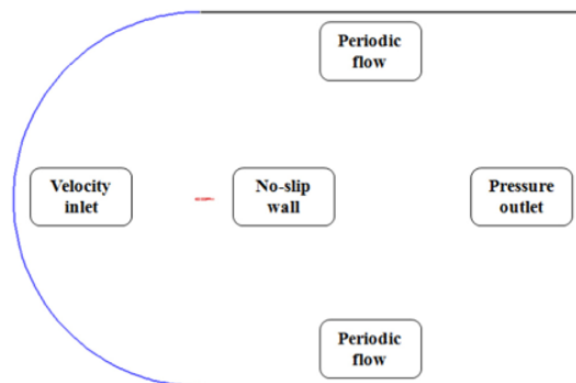 Periodic
flow
Velocity
inlet
No-slip
wall
Pressure
outlet
Periodic
flow